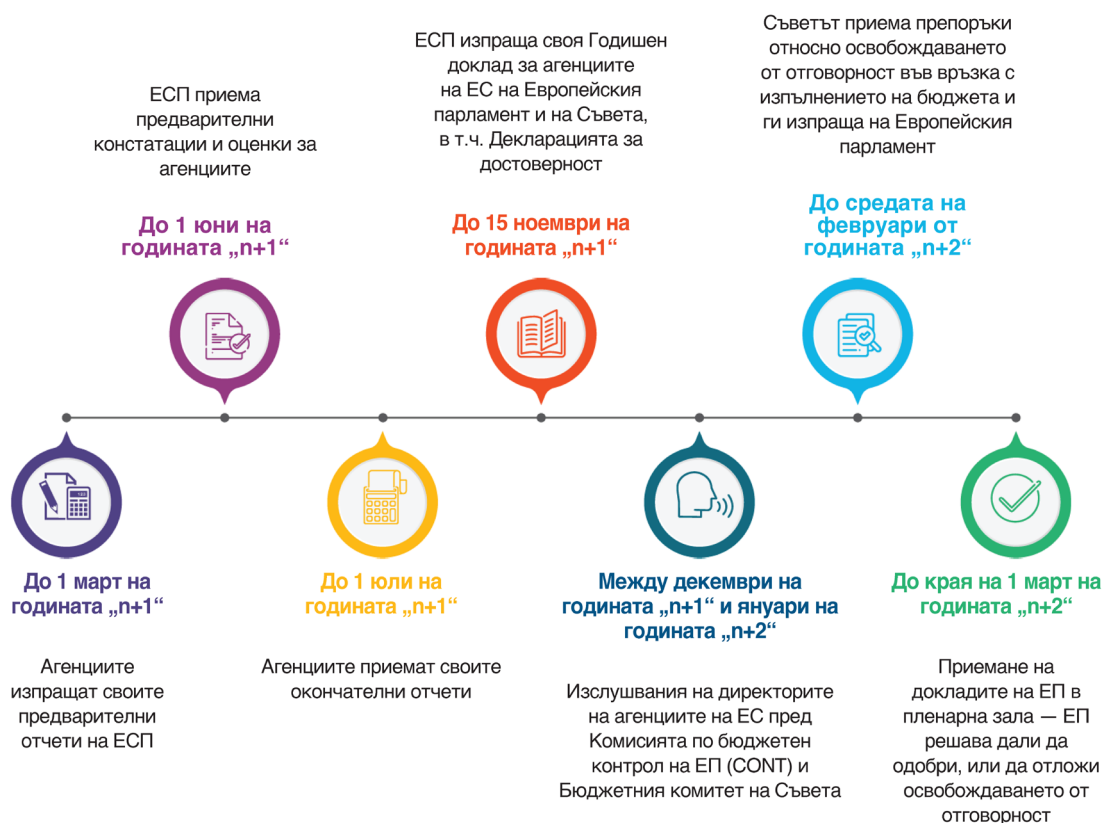 ЕСП приема
предварителни
констатации и оценки за
агенциите
До 1 юни на
годината „n+1“
ЕСП изпраща своя Годишен
доклад за агенциите
на ЕС на Европейския
парламент и на Съвета,
в т.ч. Декларацията за
достоверност
До 15 ноември на
годината „n+1“
Съветът приема препоръки
относно освобождаването
от отговорност във връзка с
изпълнението на бюджета и
ги изпраща на Европейския
парламент
До средата на
февруари от
годината „n+2“
До 1 март на
годината „n+1“
Агенциите
изпращат своите
предварителни
отчети на ЕСП
До 1 юли на
годината „n+1“
Агенциите приемат своите
окончателни отчети
Между декември на
годината „n+1“ и януари на
годината „n+2“
Изслушвания на директорите
на агенциите на ЕС пред
Комисията по бюджетен
контрол на ЕП (CONT) и
Бюджетния комитет на Съвета
До края на 1 март на
годината „n+2“
Приемане на
докладите на ЕП в
пленарна зала — ЕП
решава дали да
одобри, или да отложи
освобождаването от
отговорност